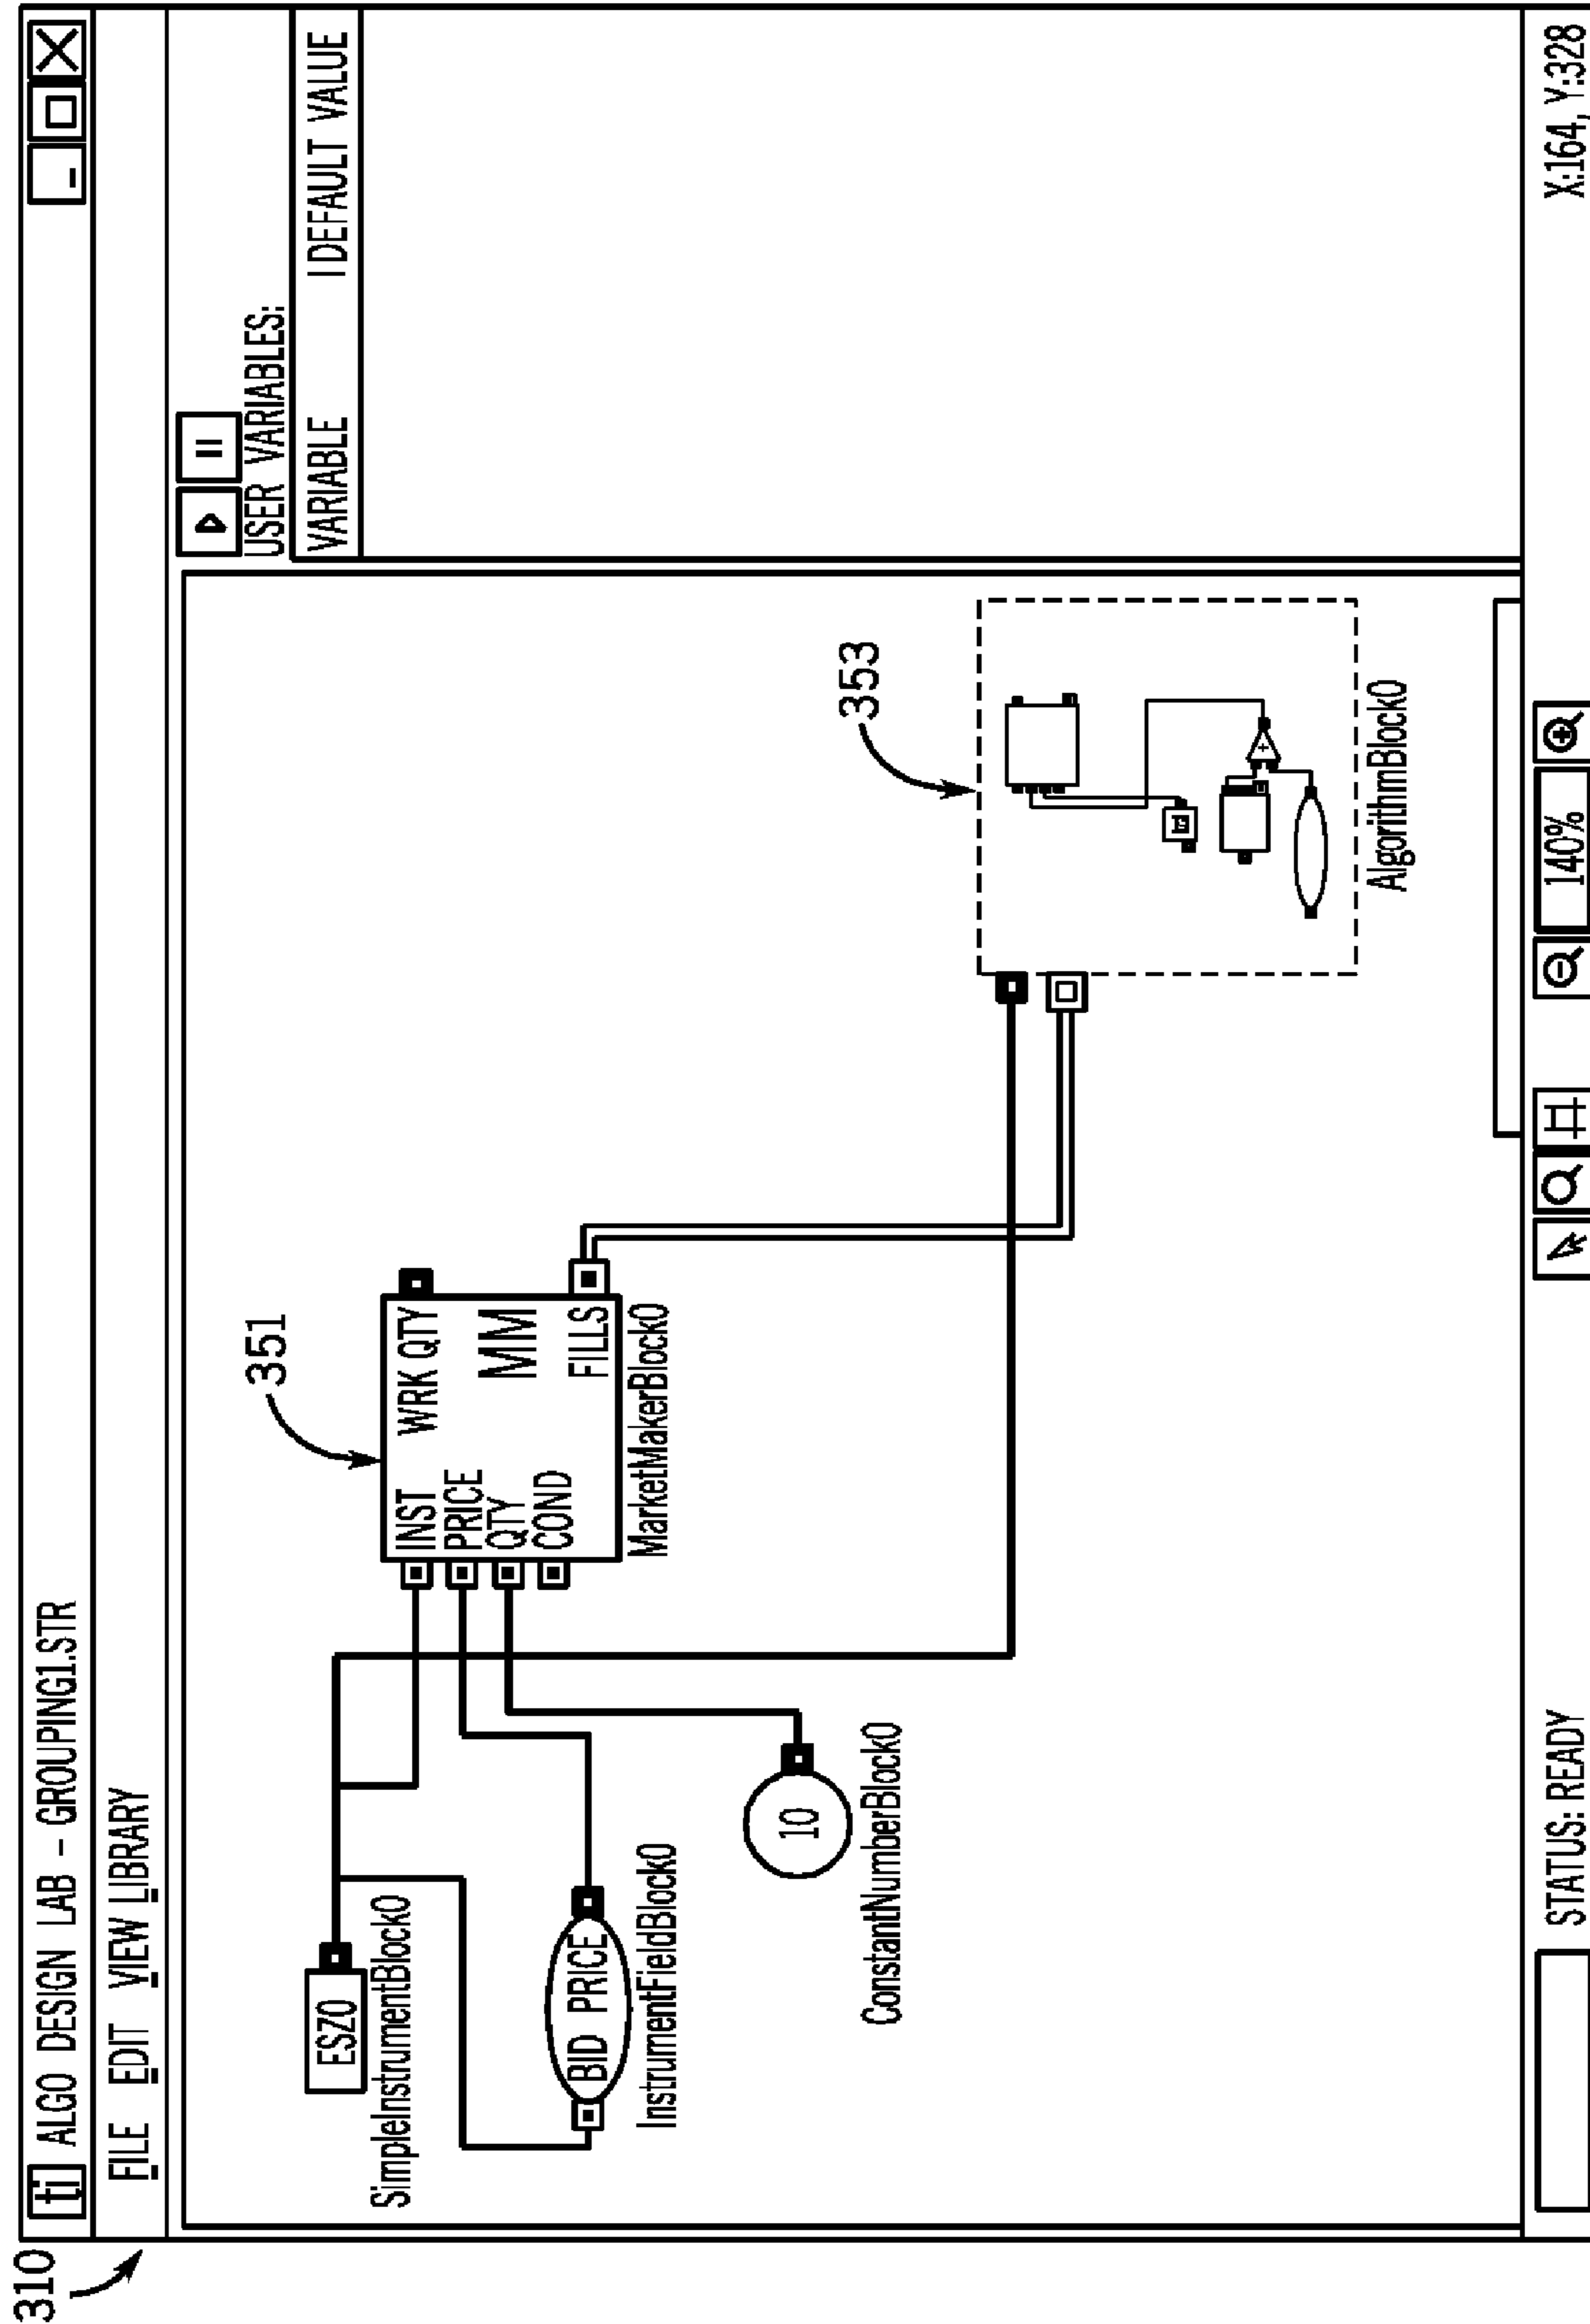 310
ti ALGO DESIGN LAB - GROUPING1.STR
FILE EDIT VIEW LIBRARY
USER VARIABLES:
VARIABLE | DEFAULT VALUE
351
ESZ0
SimpleInstrumentBlock0
INST WRK QTY
PRICE
QTY MM
COND
FILLS
MarketMakerBlock0
BID PRICE
InstrumentFieldBlock0
10
ConstantNumberBlock0
353
AlgorithmBlock0
STATUS: READY
140%
X:164, Y:328